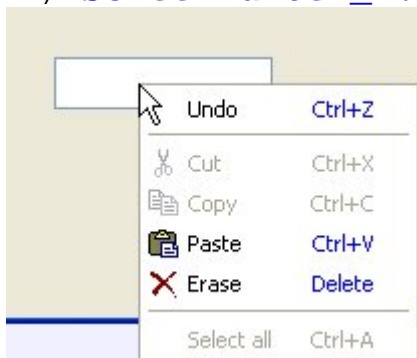 Undo Ctrl+Z
Cut Ctrl+X
Copy Ctrl+C
Paste Ctrl+V
Erase Delete
Select all Ctrl+A